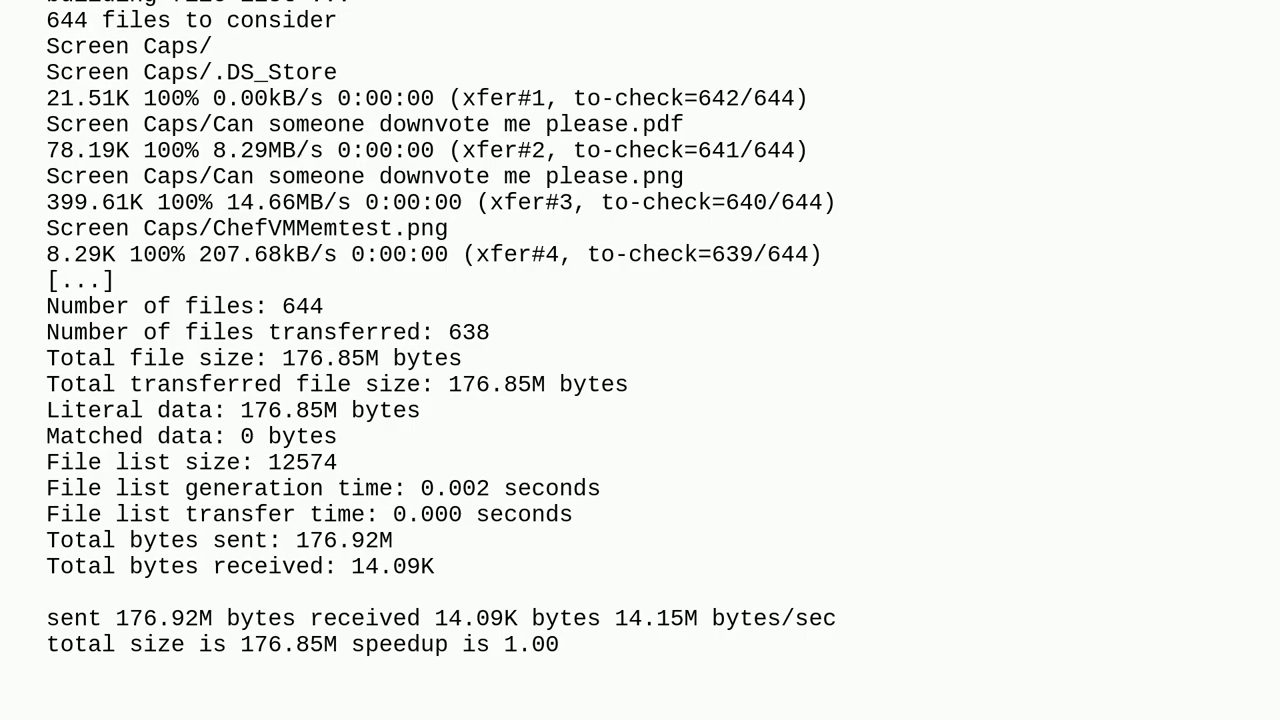 building file list ...
644 files to consider
Screen Caps/
Screen Caps/.DS_Store
21.51K 100% 0.00kB/s 0:00:00 (xfer#1, to-check=642/644)
Screen Caps/Can someone downvote me please.pdf
78.19K 100% 8.29MB/s 0:00:00 (xfer#2, to-check=641/644)
Screen Caps/Can someone downvote me please.png
399.61K 100% 14.66MB/s 0:00:00 (xfer#3, to-check=640/644)
Screen Caps/ChefVMMemtest.png
8.29K 100% 207.68kB/s 0:00:00 (xfer#4, to-check=639/644)
[...]
Number of files: 644
Number of files transferred: 638
Total file size: 176.85M bytes
Total transferred file size: 176.85M bytes
Literal data: 176.85M bytes
Matched data: 0 bytes
File list size: 12574
File list generation time: 0.002 seconds
File list transfer time: 0.000 seconds
Total bytes sent: 176.92M
Total bytes received: 14.09K
sent 176.92M bytes received 14.09K bytes 14.15M bytes/sec
total size is 176.85M speedup is 1.00